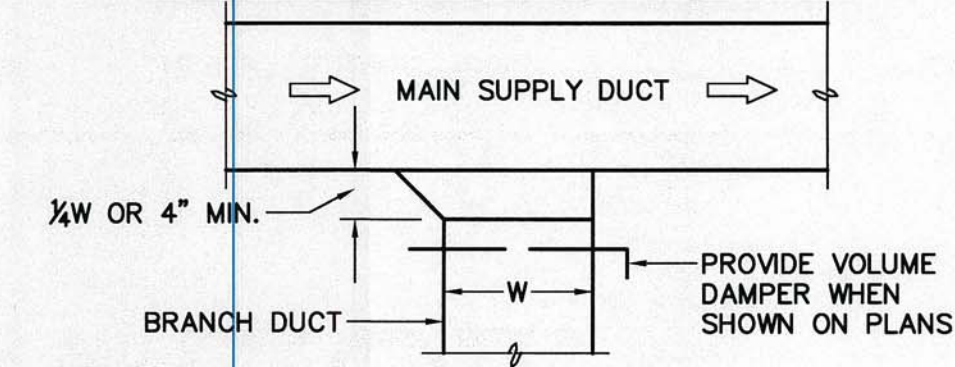 MAIN SUPPLY DUCT
¼W OR 4" MIN.
W
PROVIDE VOLUME
DAMPER WHEN
SHOWN ON PLANS
BRANCH DUCT